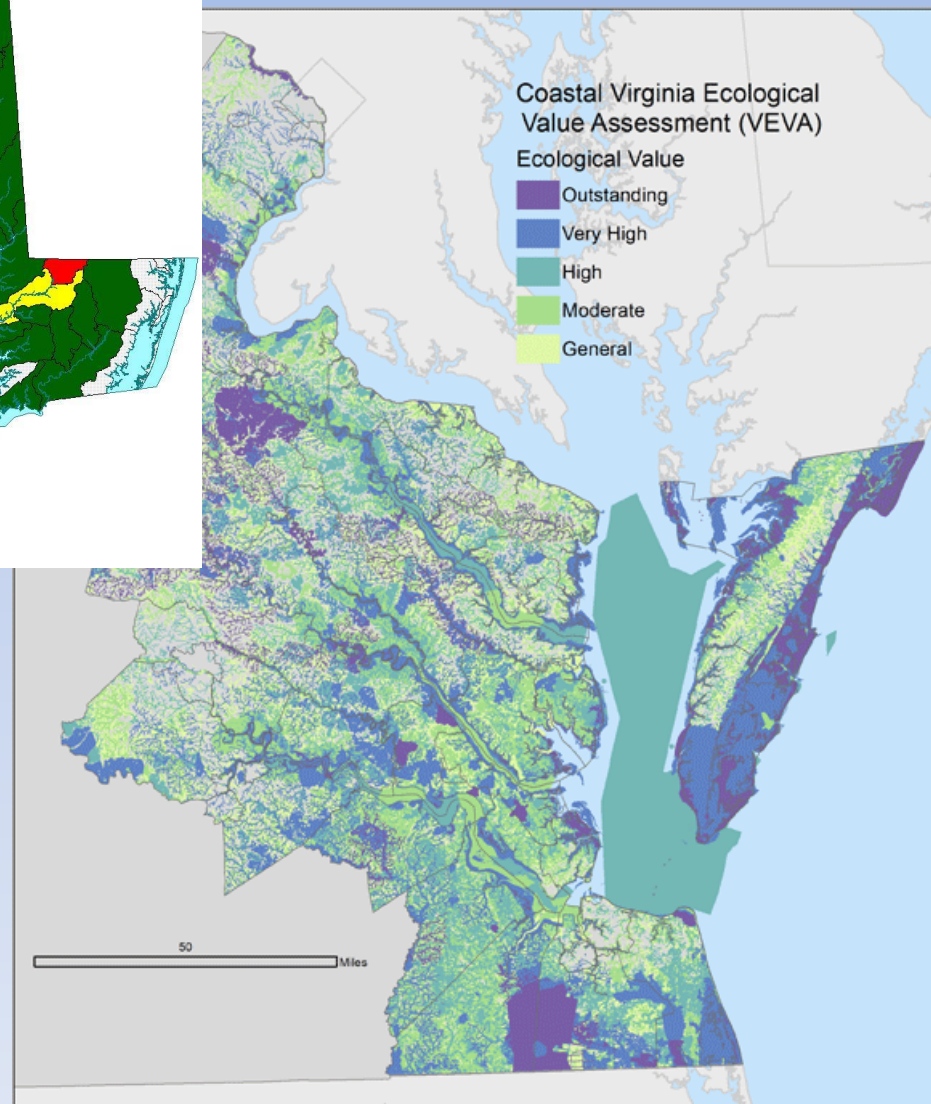 Coastal Virginia Ecological
Value Assessment (VEVA)
Ecological Value
Outstanding
Very High
High
Moderate
General
50
Miles